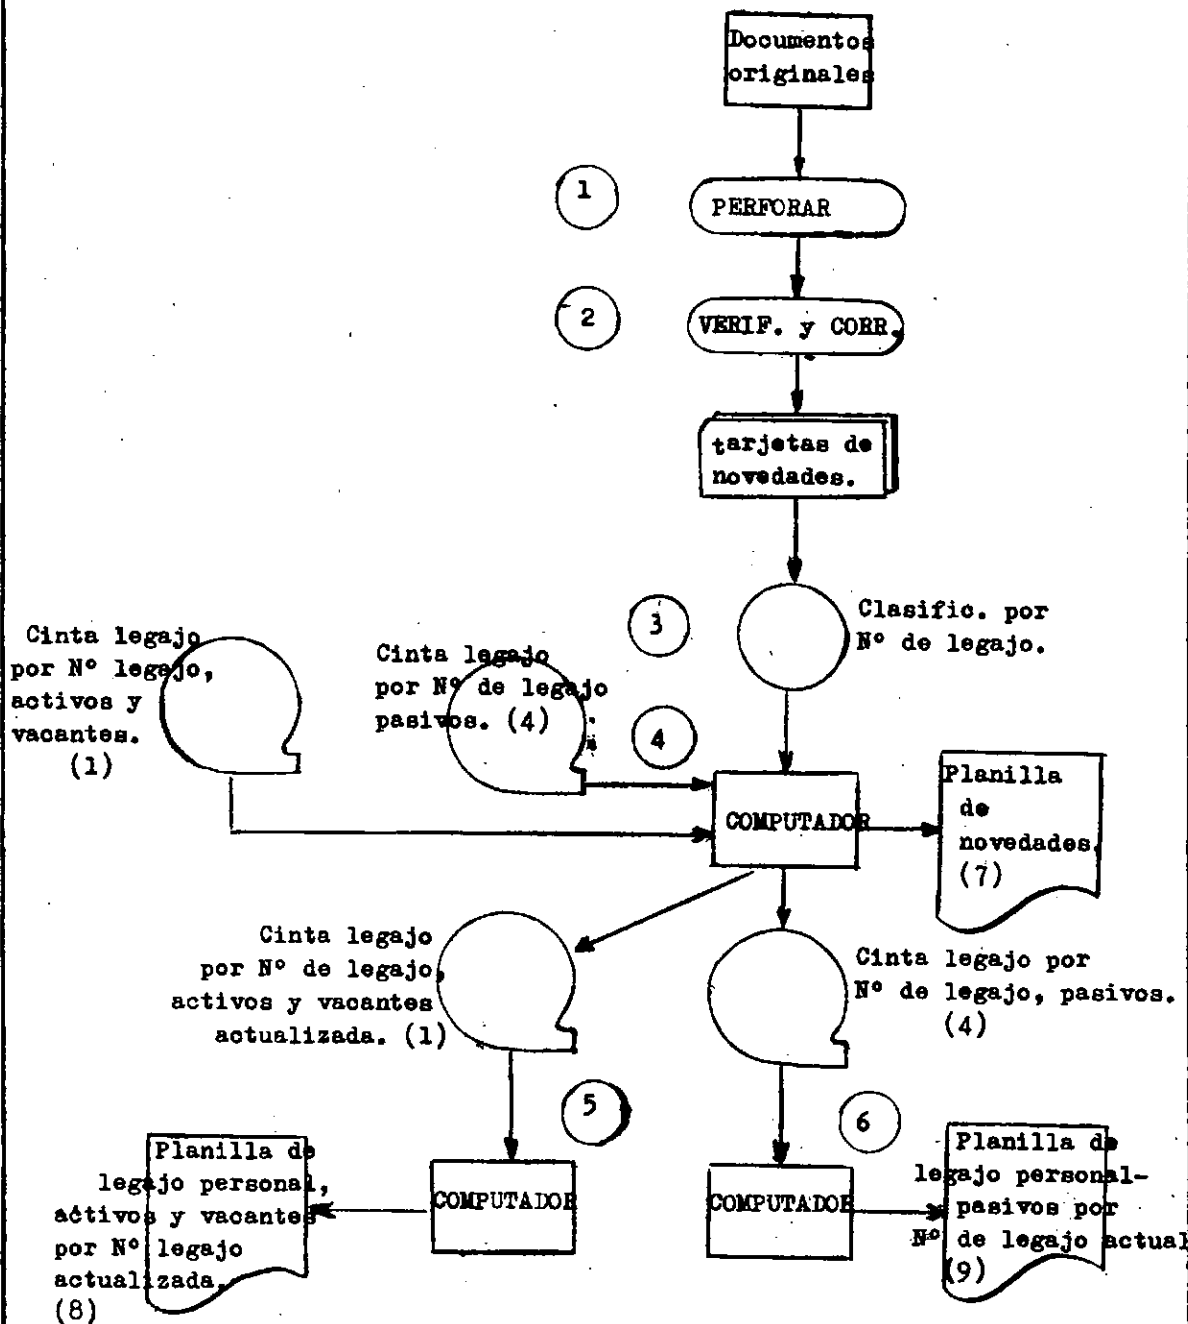 Documentos
originales
1
PERFORAR
2
VERIF. y CORR.
tarjetas de
novedades.
3
Clasific. por
Nº de legajo.
Cinta legajo
por Nº legajo,
activos y
vacantes.
(1)
Cinta legajo
por Nº de legajo
pasivos. (4)
4
COMPUTADOR
Planilla
de
novedades.
(7)
Cinta legajo
por Nº de legajo,
activos y vacantes
actualizada. (1)
Cinta legajo por
Nº de legajo, pasivos.
(4)
5
6
Planilla de
legajo personal,
activos y vacantes
por Nº legajo
actualizada.
(8)
COMPUTADOR
COMPUTADOR
Planilla de
legajo personal-
pasivos por
Nº de legajo actual
(9)